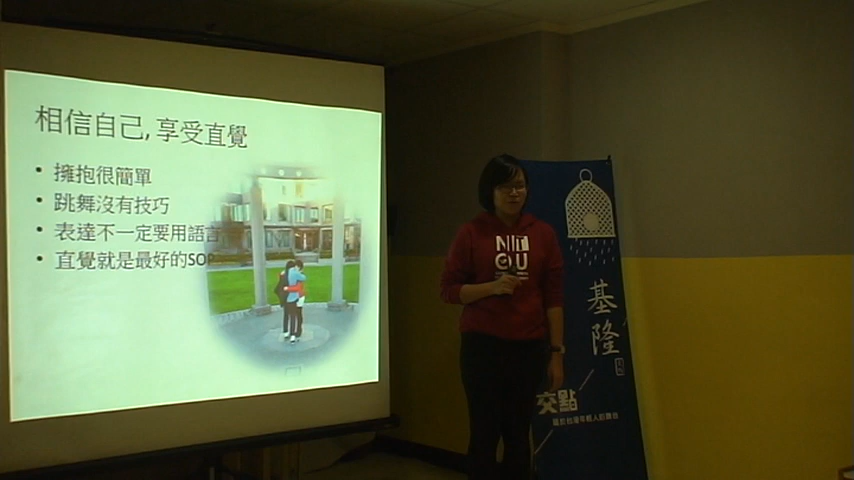 相信自己, 享受直覺
• 擁抱很簡單
• 跳舞沒有技巧
• 表達不一定要用語言
• 直覺就是最好的SOP
NT
OU
基隆
交點